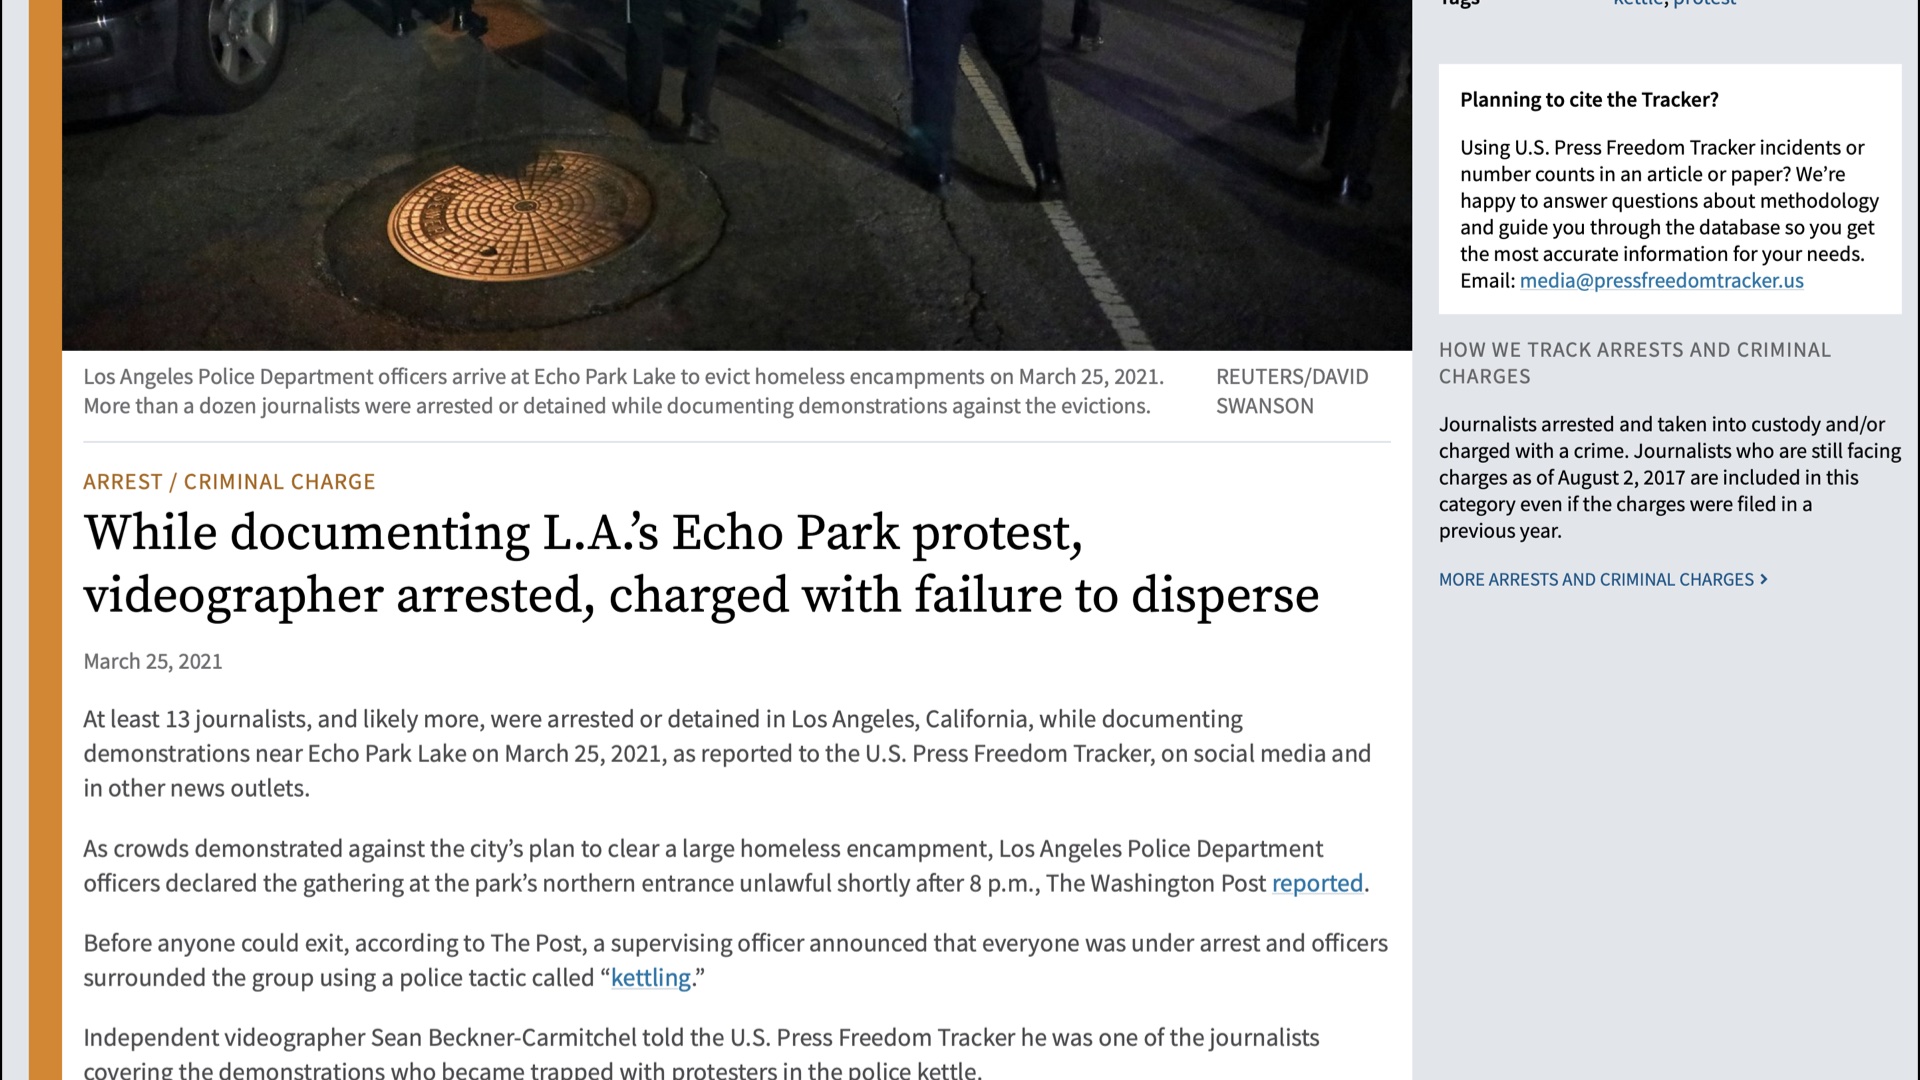 Tags kettle, protest
Planning to cite the Tracker?
Using U.S. Press Freedom Tracker incidents or
number counts in an article or paper? We’re
happy to answer questions about methodology
and guide you through the database so you get
the most accurate information for your needs.
Email: media@pressfreedomtracker.us
HOW WE TRACK ARRESTS AND CRIMINAL
CHARGES
Journalists arrested and taken into custody and/or
charged with a crime. Journalists who are still facing
charges as of August 2, 2017 are included in this
category even if the charges were filed in a
previous year.
MORE ARRESTS AND CRIMINAL CHARGES >
Los Angeles Police Department officers arrive at Echo Park Lake to evict homeless encampments on March 25, 2021.
More than a dozen journalists were arrested or detained while documenting demonstrations against the evictions.
REUTERS/DAVID
SWANSON
ARREST / CRIMINAL CHARGE
While documenting L.A.’s Echo Park protest,
videographer arrested, charged with failure to disperse
March 25, 2021
At least 13 journalists, and likely more, were arrested or detained in Los Angeles, California, while documenting
demonstrations near Echo Park Lake on March 25, 2021, as reported to the U.S. Press Freedom Tracker, on social media and
in other news outlets.
As crowds demonstrated against the city’s plan to clear a large homeless encampment, Los Angeles Police Department
officers declared the gathering at the park’s northern entrance unlawful shortly after 8 p.m., The Washington Post reported.
Before anyone could exit, according to The Post, a supervising officer announced that everyone was under arrest and officers
surrounded the group using a police tactic called “kettling.”
Independent videographer Sean Beckner-Carmitchel told the U.S. Press Freedom Tracker he was one of the journalists
covering the demonstrations who became trapped with protesters in the police kettle.